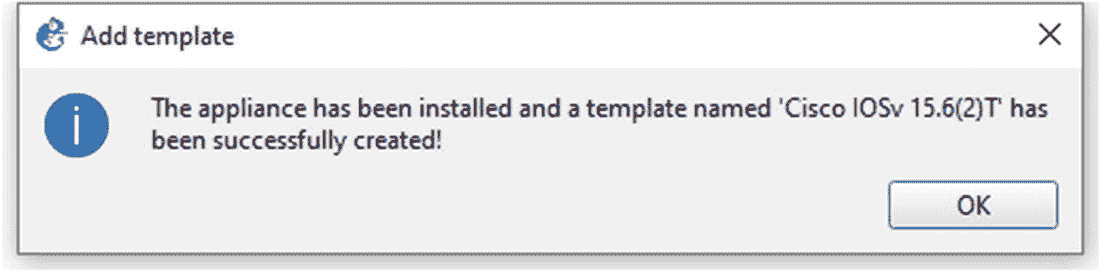 Add template
The appliance has been installed and a template named 'Cisco IOSv 15.6(2)T' has
been successfully created!
OK